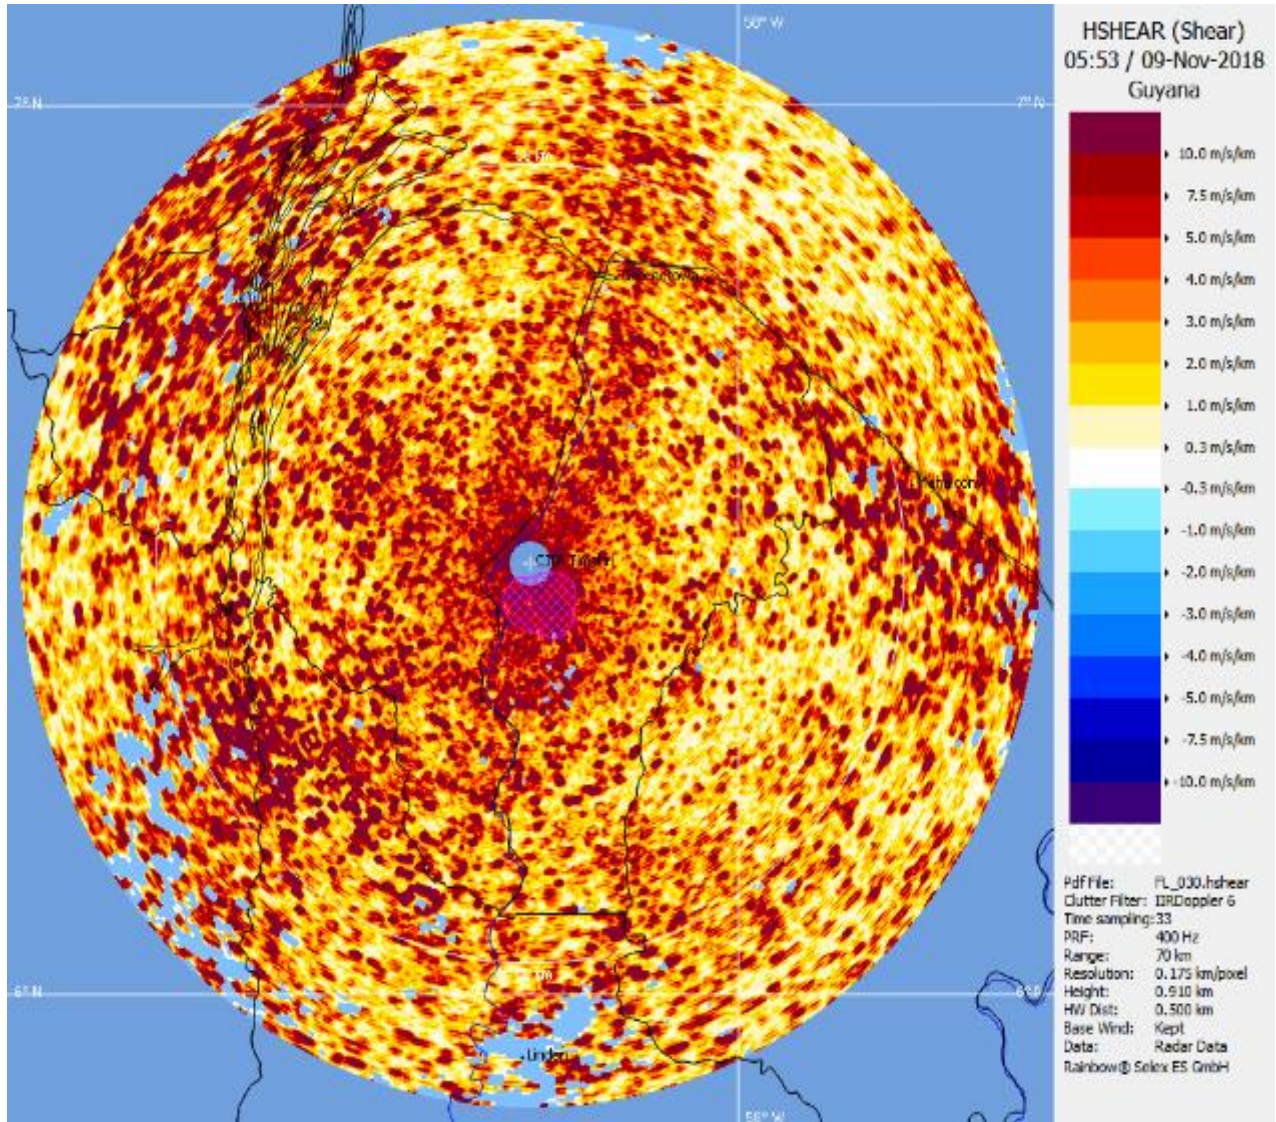 HSHEAR (Shear)
05:53 / 09-Nov-2018
Guyana
10.0 m/s/km
7.5 m/s/km
5.0 m/s/km
4.0 m/s/km
3.0 m/s/km
2.0 m/s/km
1.0 m/s/km
0.3 m/s/km
-0.3 m/s/km
-1.0 m/s/km
-2.0 m/s/km
-3.0 m/s/km
-4.0 m/s/km
-5.0 m/s/km
-7.5 m/s/km
-10.0 m/s/km
Pdf File: FL_030.hshear
Clutter Filter: IIRDoppler 6
Time sampling: 33
PRF: 400 Hz
Range: 70 km
Resolution: 0.175 km/pixel
Height: 0.910 km
HW Dist: 0.500 km
Base Wind: Kept
Data: Radar Data
Rainbow® Selex ES GmbH
58° W
7° N
7° N
6° N
6° N
Linden
58° W